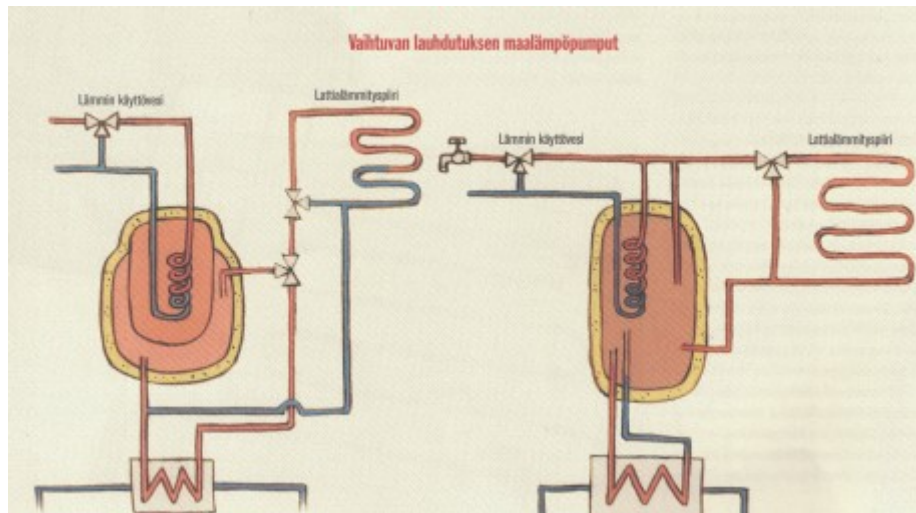 Vaihtuvan lauhdutuksen maalämpöpumput
Lämmin käyttövesi
Lattialämmityspiiri
Lämmin käyttövesi
Lattialämmityspiiri